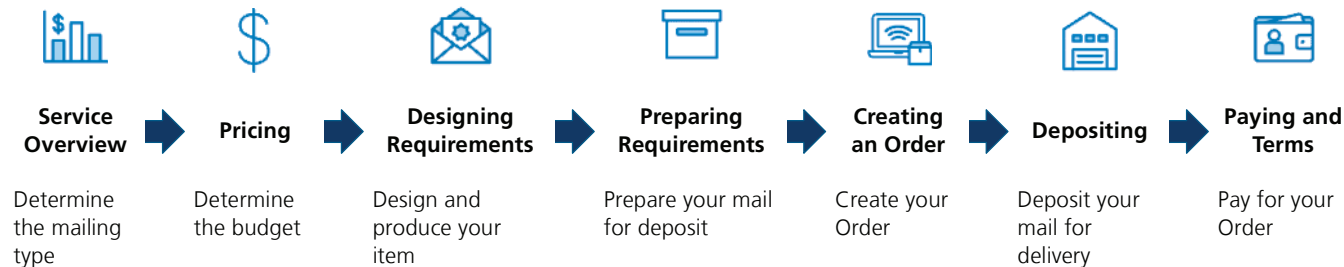 $
$
Service
Overview
Pricing
Designing
Requirements
Preparing
Requirements
Creating
an Order
Depositing
Paying and
Terms
Determine
the mailing
type
Determine
the budget
Design and
produce your
item
Prepare your mail
for deposit
Create your
Order
Deposit your
mail for
delivery
Pay for your
Order